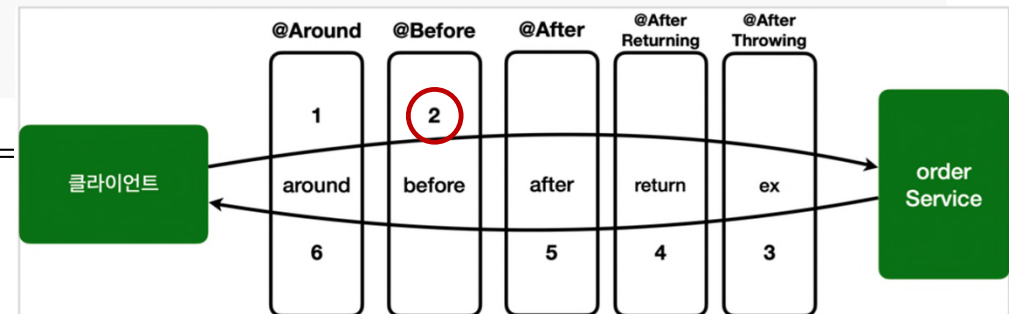 @Around
@Before
@After
@After
Returning
@After
Throwing
1
2
클라이언트
around
before
after
return
ex
order
Service
6
5
4
3